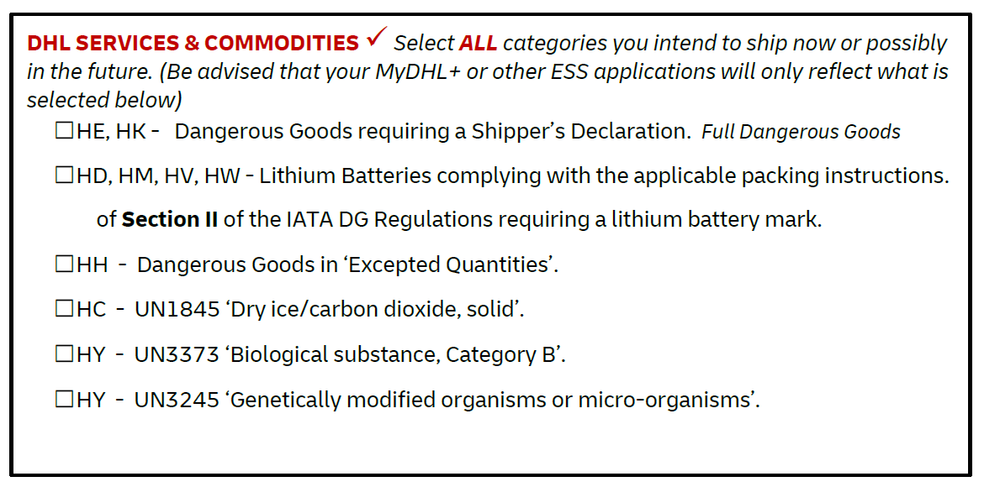 DHL SERVICES & COMMODITIES ✓ Select ALL categories you intend to ship now or possibly
in the future. (Be advised that your MyDHL+ or other ESS applications will only reflect what is
selected below)
☐HE, HK - Dangerous Goods requiring a Shipper’s Declaration. Full Dangerous Goods
☐HD, HM, HV, HW - Lithium Batteries complying with the applicable packing instructions.
of Section II of the IATA DG Regulations requiring a lithium battery mark.
☐HH - Dangerous Goods in ‘Excepted Quantities’.
☐HC - UN1845 ‘Dry ice/carbon dioxide, solid’.
☐HY - UN3373 ‘Biological substance, Category B’.
☐HY - UN3245 ‘Genetically modified organisms or micro-organisms’.